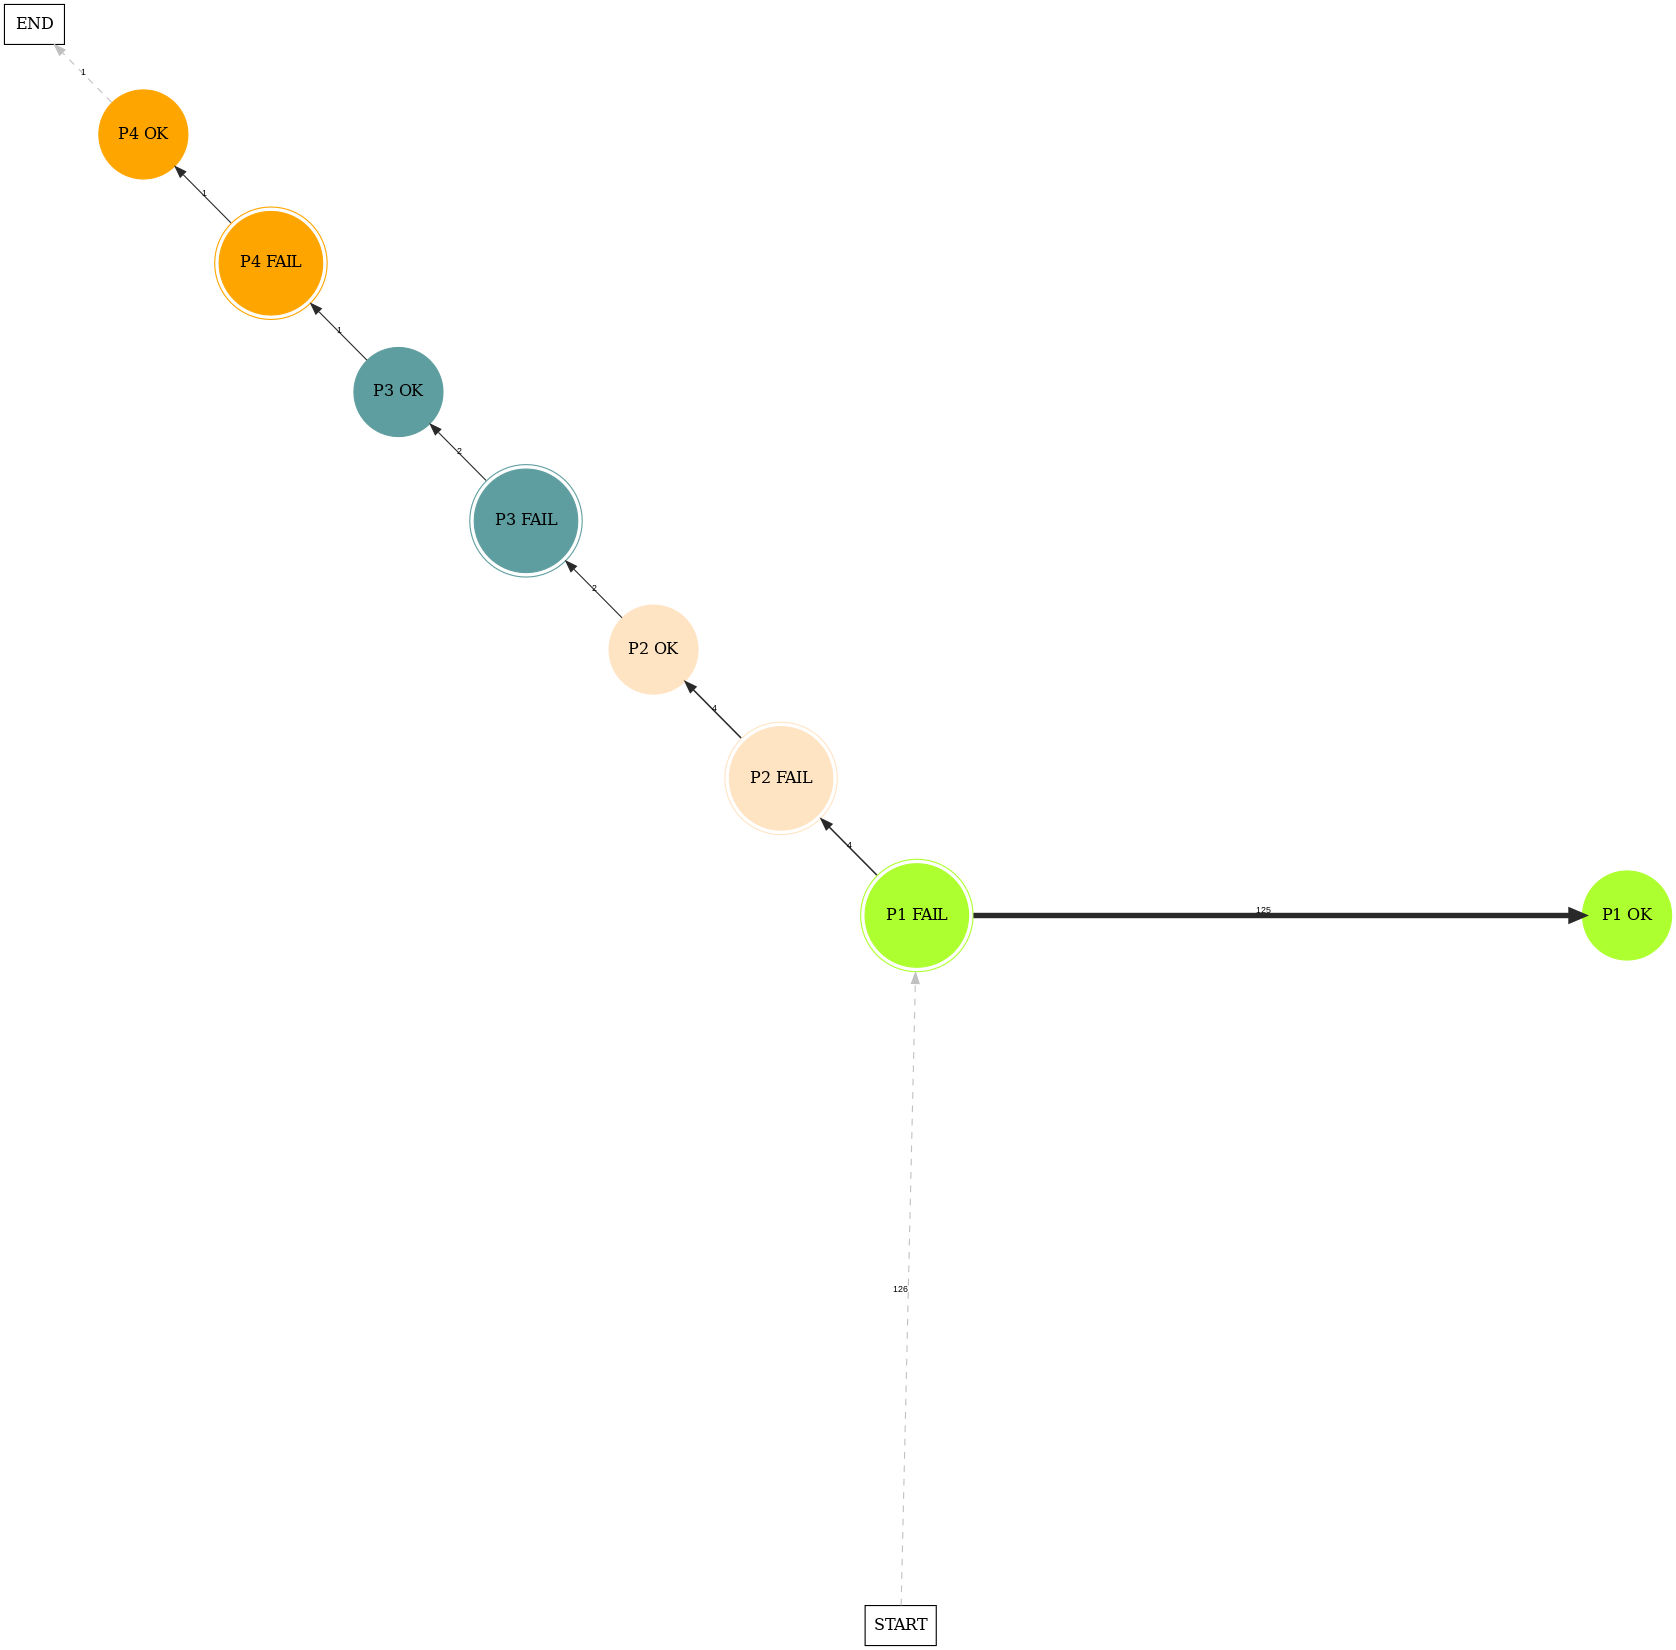 END
1
P4 OK
1
P4 FAIL
1
P3 OK
2
P3 FAIL
2
P2 OK
4
P2 FAIL
4
P1 FAIL
125
P1 OK
126
START